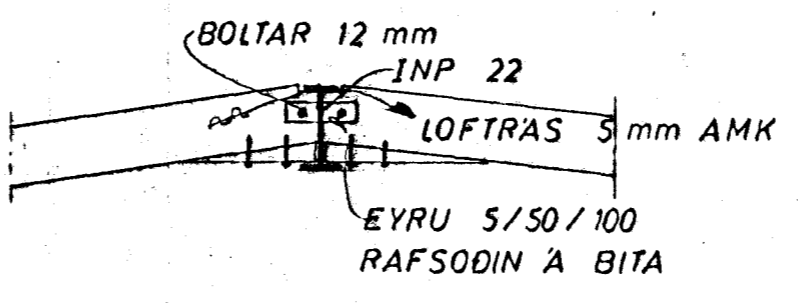 BOLTAR 12 mm
INP 22
LOFTRÁS 5 mm AMK
EYRU 5/50/100
RAFSOÐIN Á BITA